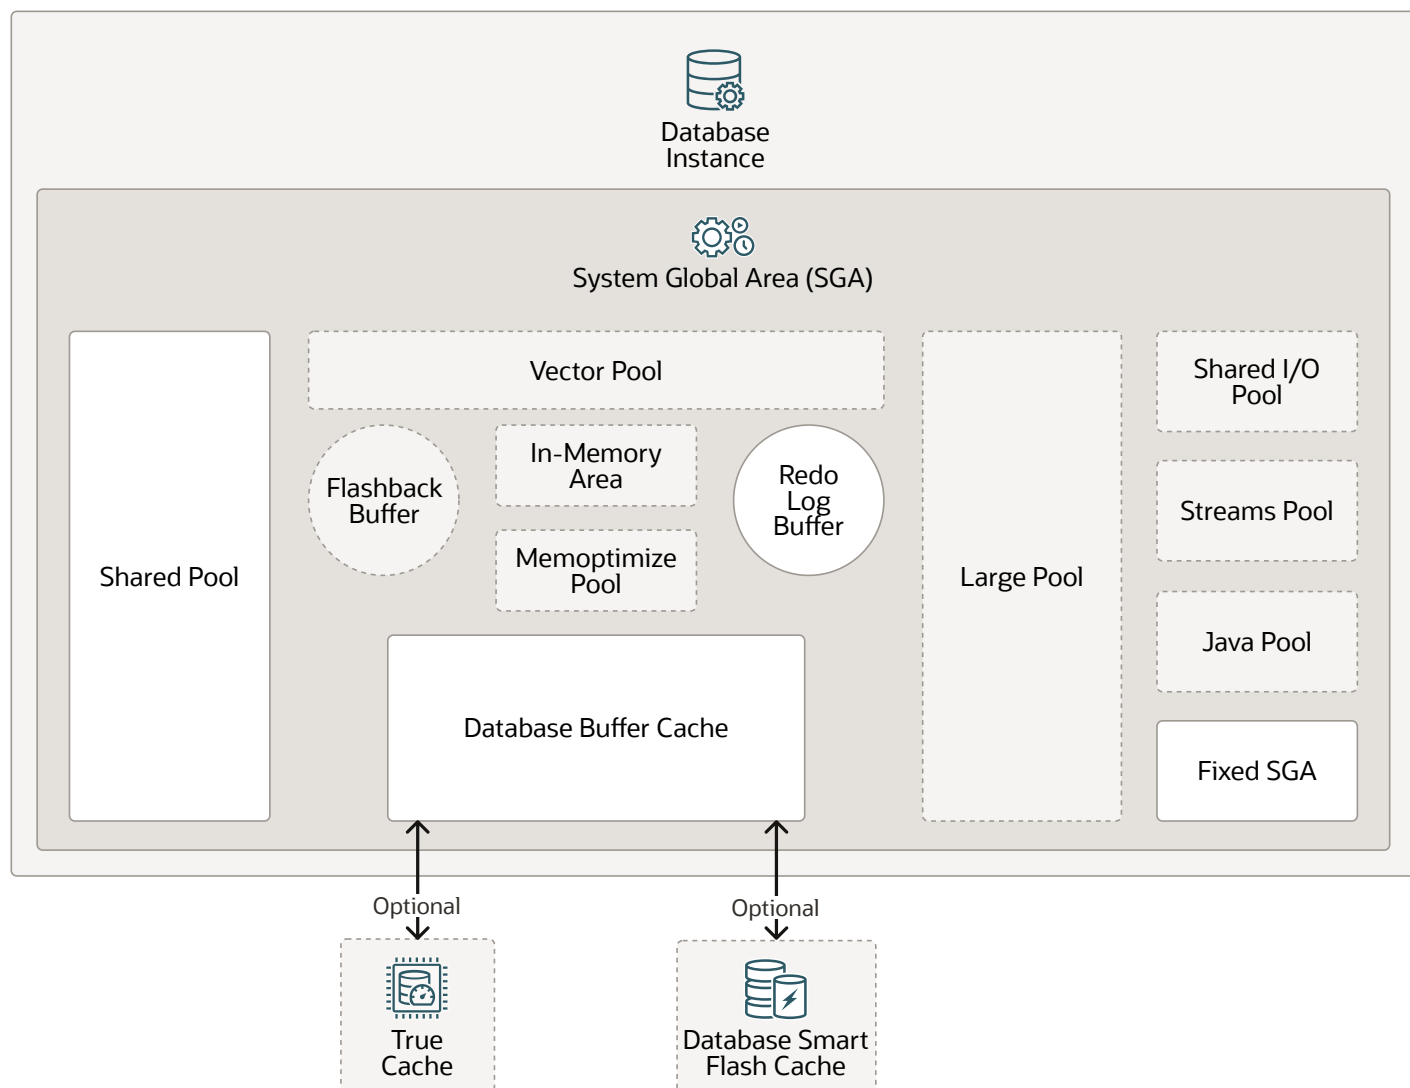 Database
Instance
System Global Area (SGA)
Shared Pool
Vector Pool
Flashback
Buffer
In-Memory
Area
Memoptimize
Pool
Redo
Log
Buffer
Database Buffer Cache
Large Pool
Shared I/O
Pool
Streams Pool
Java Pool
Fixed SGA
Optional
Optional
True
Cache
Database Smart
Flash Cache